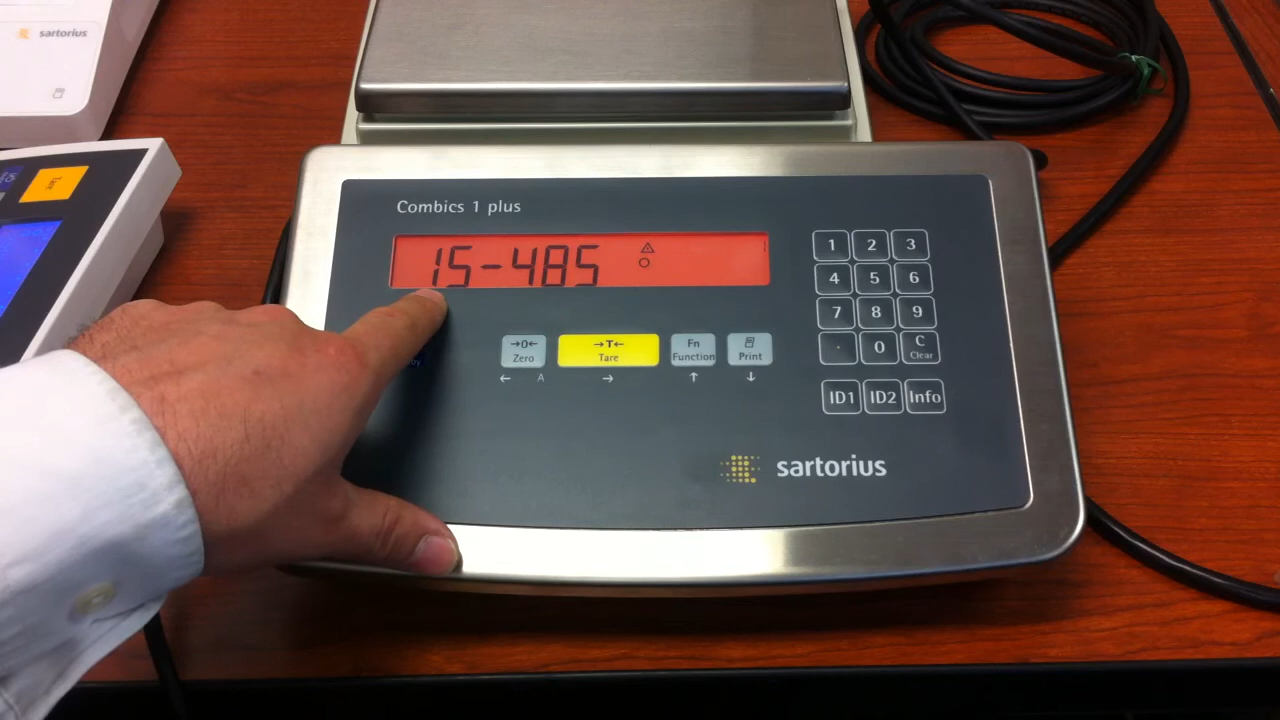 sartorius
Tare
Combics 1 plus
15-485
1 2 3
4 5 6
7 8 9
. 0 C
Clear
→0←
Zero
→T←
Tare
Fn
Function
Print
← A → ↑ ↓
ID1 ID2 Info
sartorius